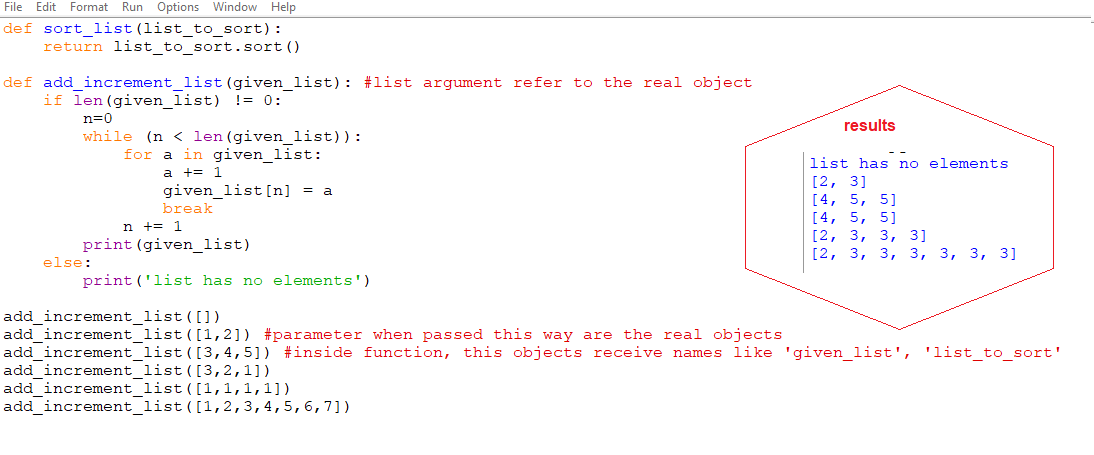 File Edit Format Run Options Window Help
def sort_list(list_to_sort):
    return list_to_sort.sort()

def add_increment_list(given_list): #list argument refer to the real object
    if len(given_list) != 0:
        n=0
        while (n < len(given_list)):
            for a in given_list:
                a += 1
                given_list[n] = a
                break
            n += 1
        print(given_list)
    else:
        print('list has no elements')

add_increment_list([])
add_increment_list([1,2]) #parameter when passed this way are the real objects
add_increment_list([3,4,5]) #inside function, this objects receive names like 'given_list', 'list_to_sort'
add_increment_list([3,2,1])
add_increment_list([1,1,1,1])
add_increment_list([1,2,3,4,5,6,7])
results
list has no elements
[2, 3]
[4, 5, 5]
[4, 5, 5]
[2, 3, 3, 3]
[2, 3, 3, 3, 3, 3, 3]